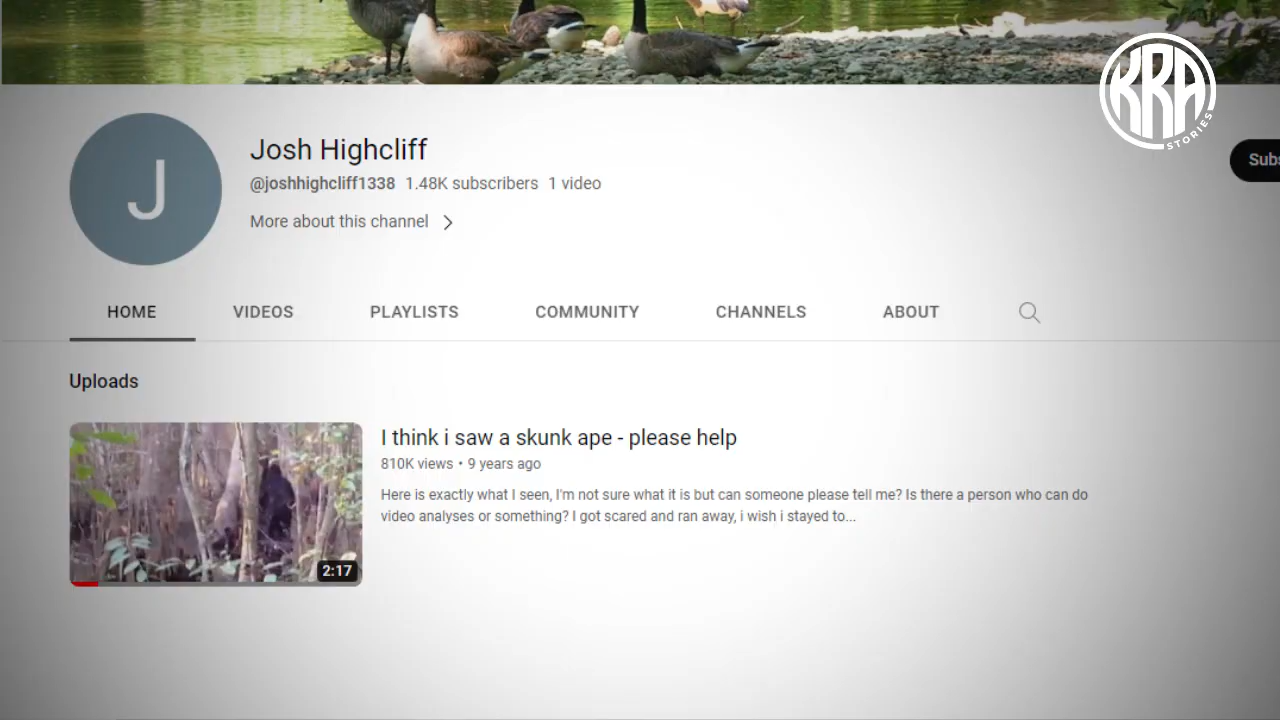 KRA
STORIES
Josh Highcliff
@joshhighcliff1338 1.48K subscribers 1 video
Subs
More about this channel
J
HOME VIDEOS PLAYLISTS COMMUNITY CHANNELS ABOUT
Uploads
I think i saw a skunk ape - please help
810K views • 9 years ago
Here is exactly what I seen, I'm not sure what it is but can someone please tell me? Is there a person who can do
video analyses or something? I got scared and ran away, i wish i stayed to...
2:17